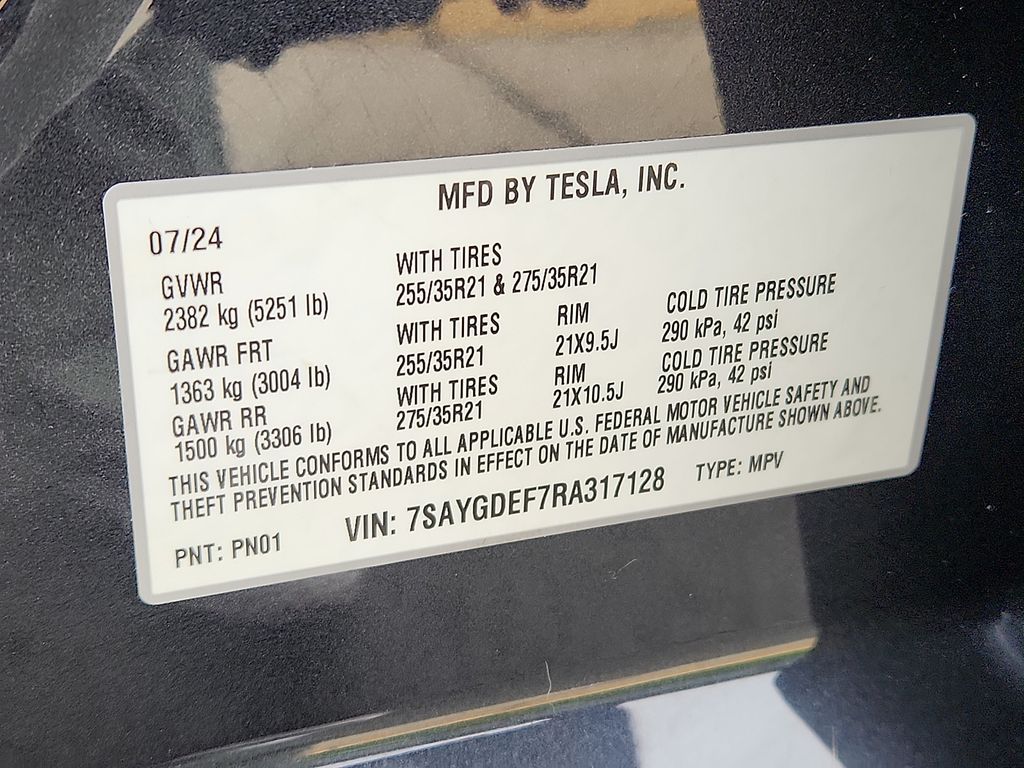 MFD BY TESLA, INC.
07/24
GVWR
2382 kg (5251 lb)
WITH TIRES
255/35R21 & 275/35R21
GAWR FRT
1363 kg (3004 lb)
WITH TIRES
255/35R21
RIM
21X9.5J
COLD TIRE PRESSURE
290 kPa, 42 psi
GAWR RR
1500 kg (3306 lb)
WITH TIRES
275/35R21
RIM
21X10.5J
COLD TIRE PRESSURE
290 kPa, 42 psi
THIS VEHICLE CONFORMS TO ALL APPLICABLE U.S. FEDERAL MOTOR VEHICLE SAFETY AND
THEFT PREVENTION STANDARDS IN EFFECT ON THE DATE OF MANUFACTURE SHOWN ABOVE.
PNT: PN01 VIN: 7SAYGDEF7RA317128 TYPE: MPV